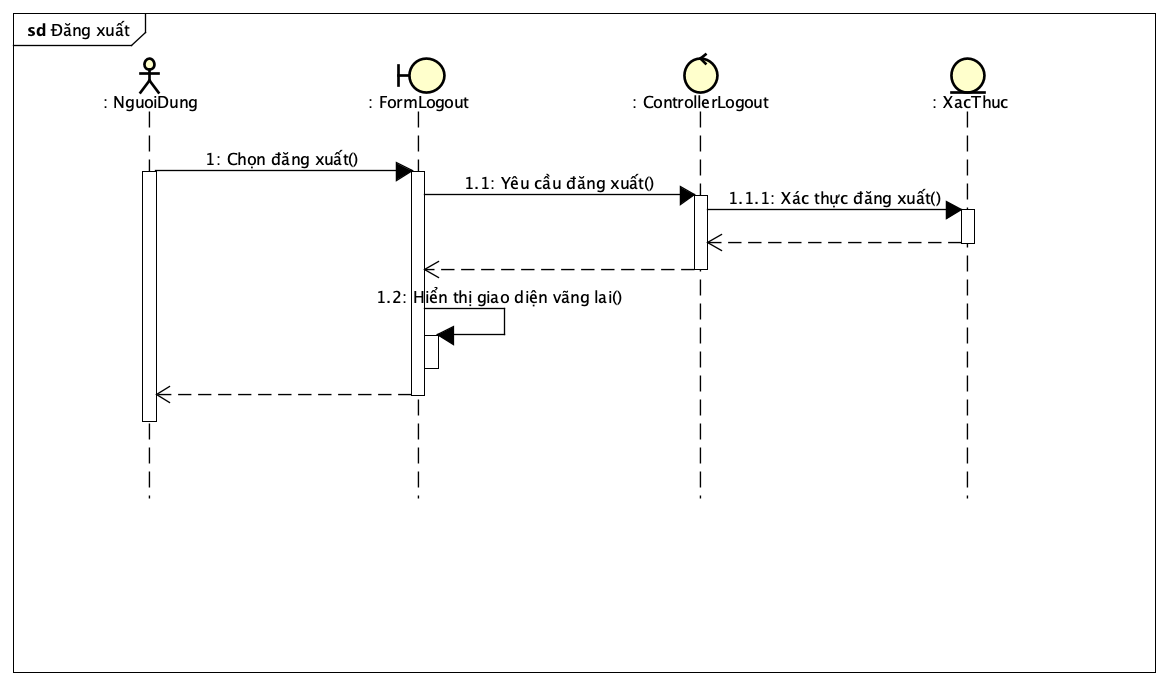 sd Đăng xuất
: NguoiDung
: FormLogout
: ControllerLogout
: XacThuc
1: Chọn đăng xuất()
1.1: Yêu cầu đăng xuất()
1.1.1: Xác thực đăng xuất()
1.2: Hiển thị giao diện vãng lai()